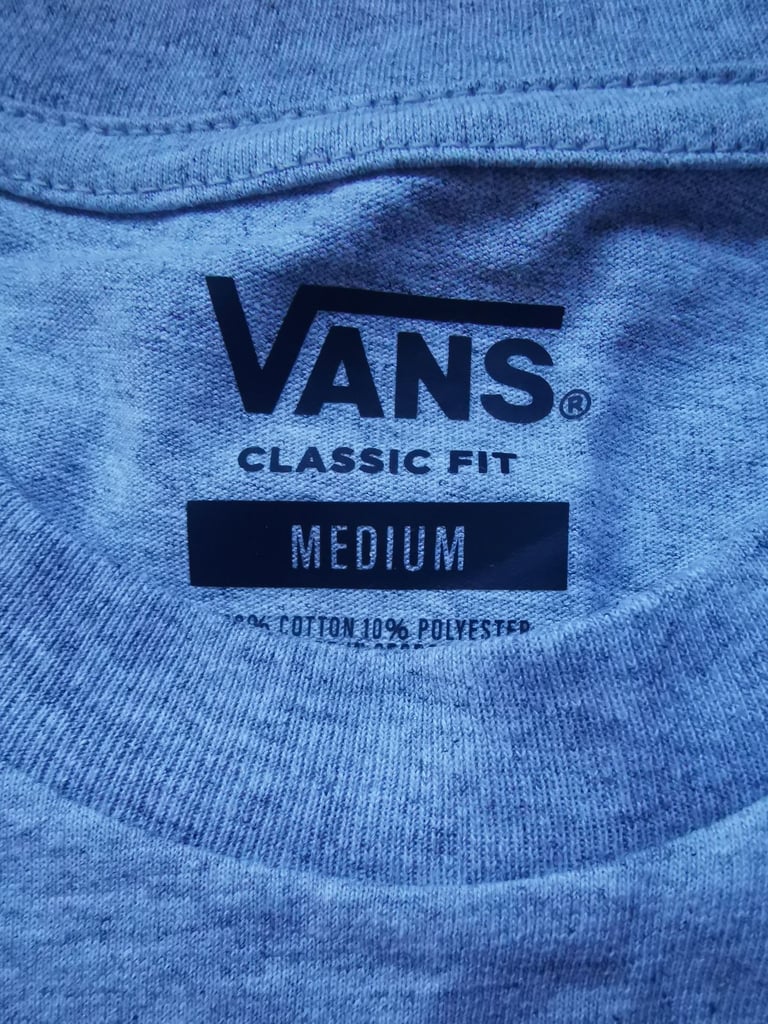 VANS®
CLASSIC FIT
MEDIUM
COTTON 10% POLYESTER